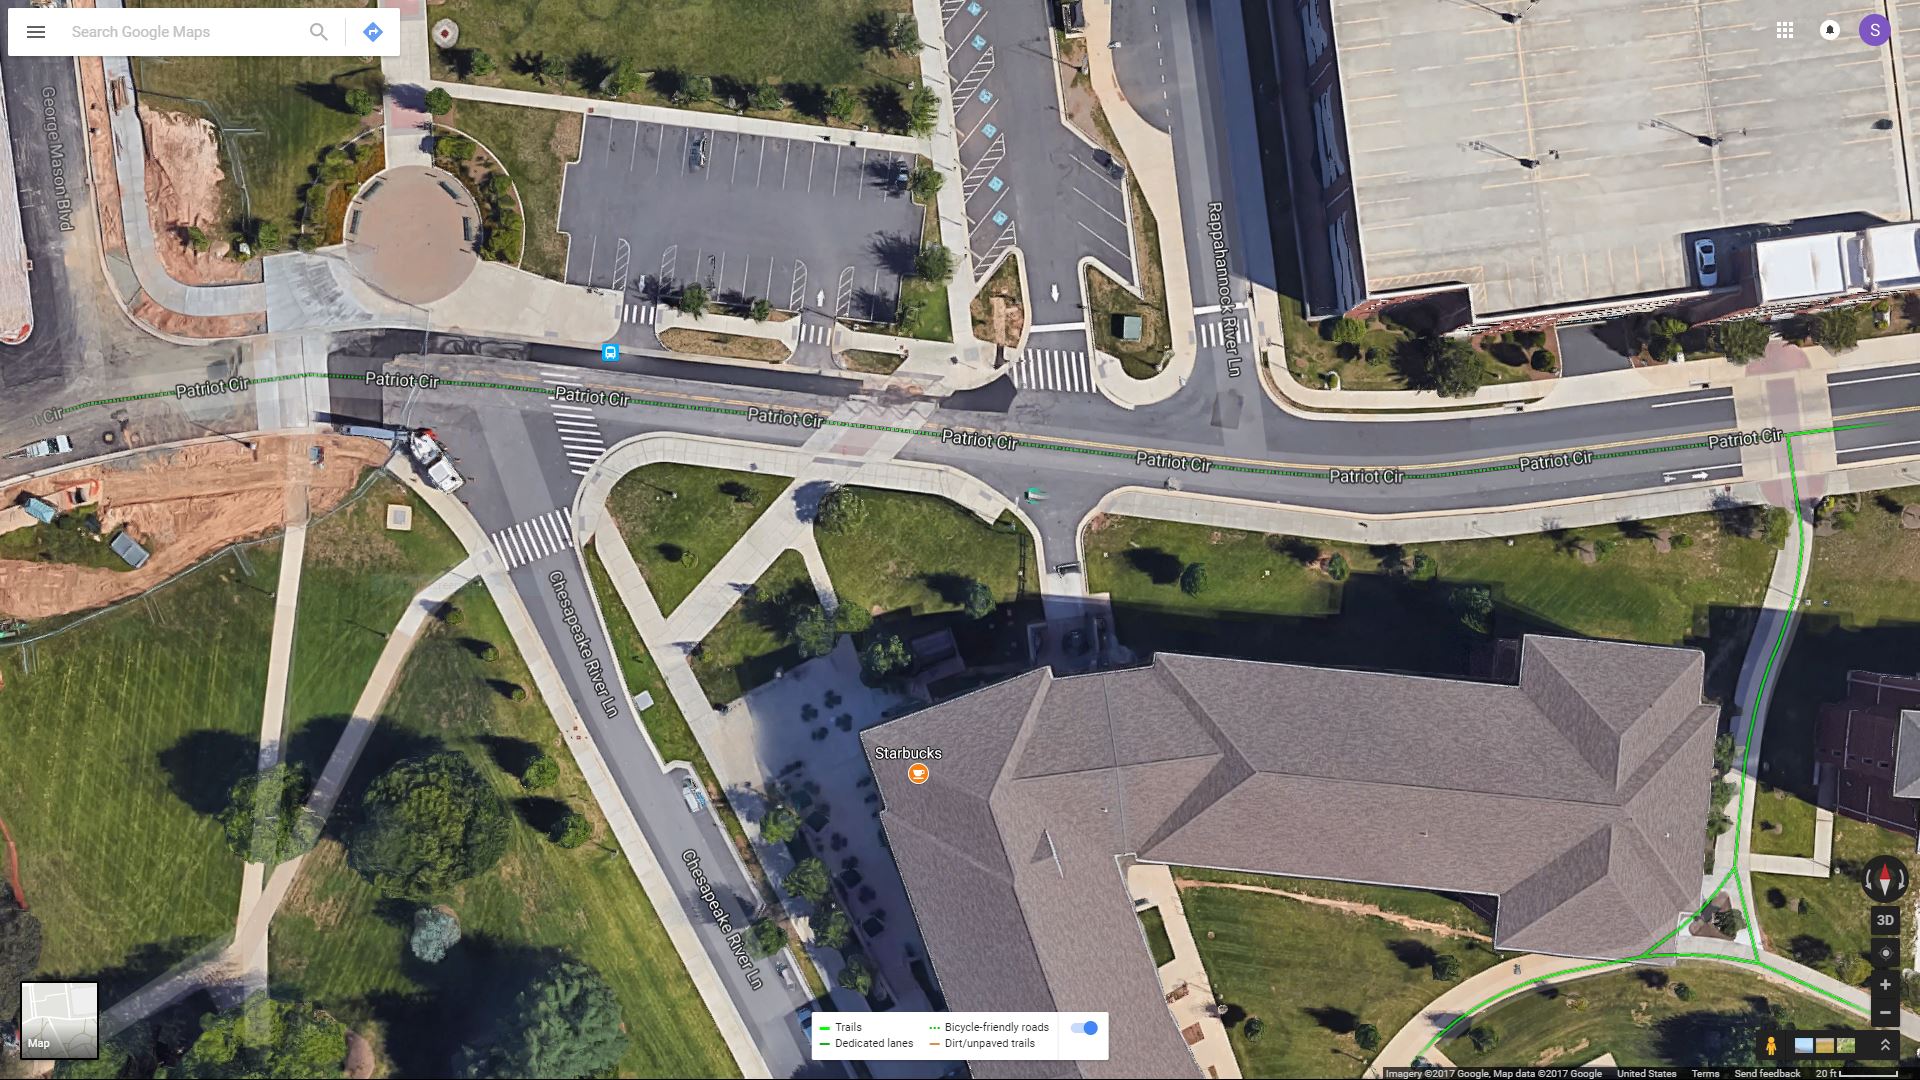 Search Google Maps
S
George Mason Blvd
Rappahannock River Ln
Patriot Cir
Patriot Cir
Patriot Cir
Patriot Cir
Patriot Cir
Patriot Cir
Patriot Cir
Patriot Cir
Patriot Cir
Chesapeake River Ln
Starbucks
Chesapeake River Ln
3D
Map
Trails
Bicycle-friendly roads
Dedicated lanes
Dirt/unpaved trails
Imagery ©2017 Google, Map data ©2017 Google United States Terms Send feedback 20 ft